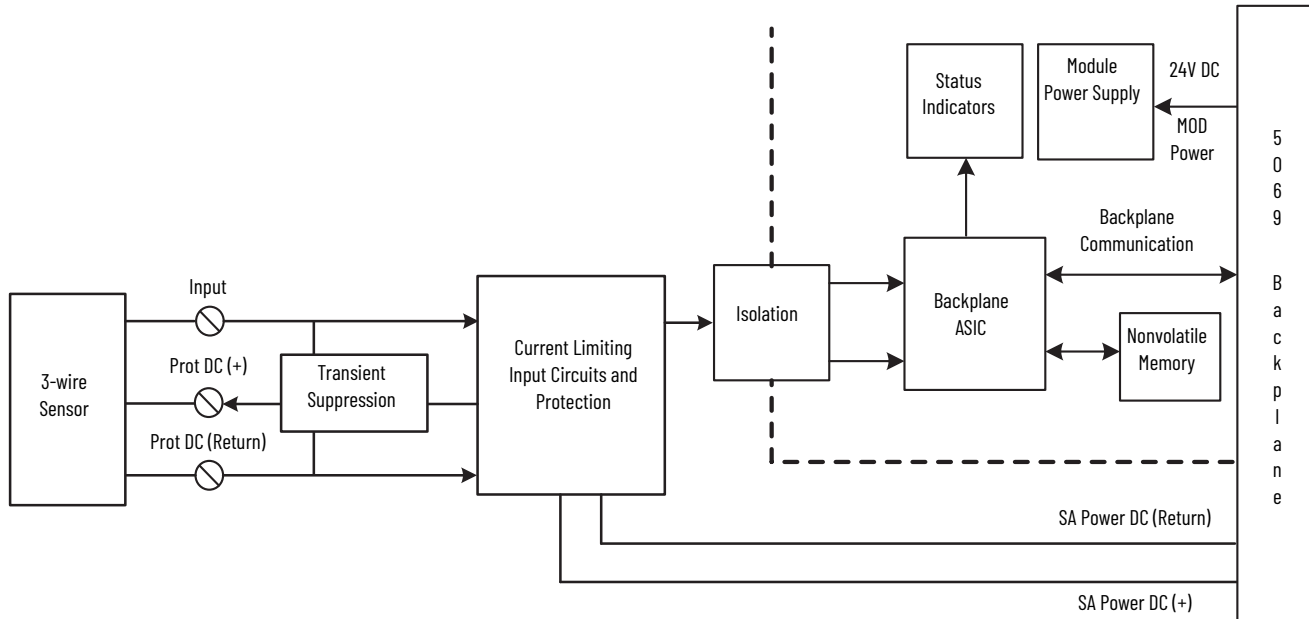 Status
Indicators
Module
Power Supply
24V DC
MOD
Power
5
0
6
9
B
a
c
k
p
l
a
n
e
Backplane
Communication
Input
Prot DC (+)
Prot DC (Return)
3-wire
Sensor
Transient
Suppression
Current Limiting
Input Circuits and
Protection
Isolation
Backplane
ASIC
Nonvolatile
Memory
SA Power DC (Return)
SA Power DC (+)